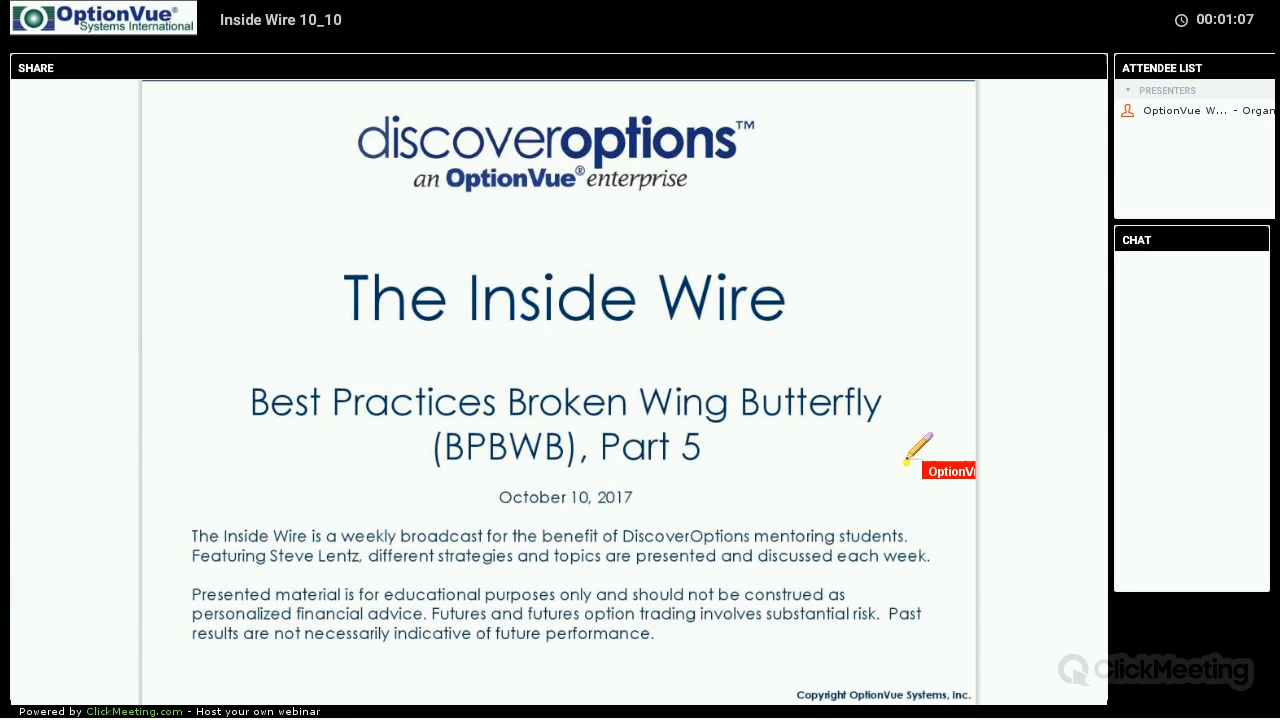 OptionVue®
Systems International
Inside Wire 10_10
00:01:07
SHARE
discoveroptions™
an OptionVue® enterprise
The Inside Wire
Best Practices Broken Wing Butterfly
(BPBWB), Part 5
October 10, 2017
The Inside Wire is a weekly broadcast for the benefit of DiscoverOptions mentoring students.
Featuring Steve Lentz, different strategies and topics are presented and discussed each week.
Presented material is for educational purposes only and should not be construed as
personalized financial advice. Futures and futures option trading involves substantial risk. Past
results are not necessarily indicative of future performance.
Copyright OptionVue Systems, Inc.
OptionVu
ATTENDEE LIST
PRESENTERS
OptionVue W... - Organ
CHAT
ClickMeeting
Powered by ClickMeeting.com - Host your own webinar